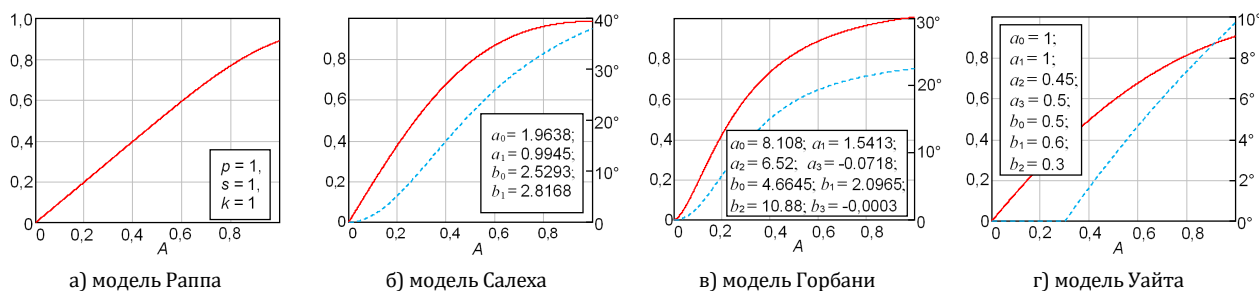 1,0
0,8
0,6
0,4
0,2
0
0
0,2
0,4
0,6
0,8
A
p = 1,
s = 1,
k = 1
а) модель Раппа
1,0
0,8
0,6
0,4
0,2
0
0
0,2
0,4
0,6
0,8
A
40°
30°
20°
10°
0°
a₀ = 1.9638;
a₁ = 0.9945;
b₀ = 2.5293;
b₁ = 2.8168
б) модель Салеха
1,0
0,8
0,6
0,4
0,2
0
0
0,2
0,4
0,6
0,8
A
30°
20°
10°
0
a₀ = 8.108; a₁ = 1.5413;
a₂ = 6.52; a₃ = -0.0718;
b₀ = 4.6645; b₁ = 2.0965;
b₂ = 10.88; b₃ = -0,0003
в) модель Горбани
1,0
0,8
0,6
0,4
0,2
0
0
0,2
0,4
0,6
0,8
A
10°
8°
6°
4°
2°
0°
a₀ = 1;
a₁ = 1;
a₂ = 0.45;
a₃ = 0.5;
b₀ = 0.5;
b₁ = 0.6;
b₂ = 0.3
г) модель Уайта